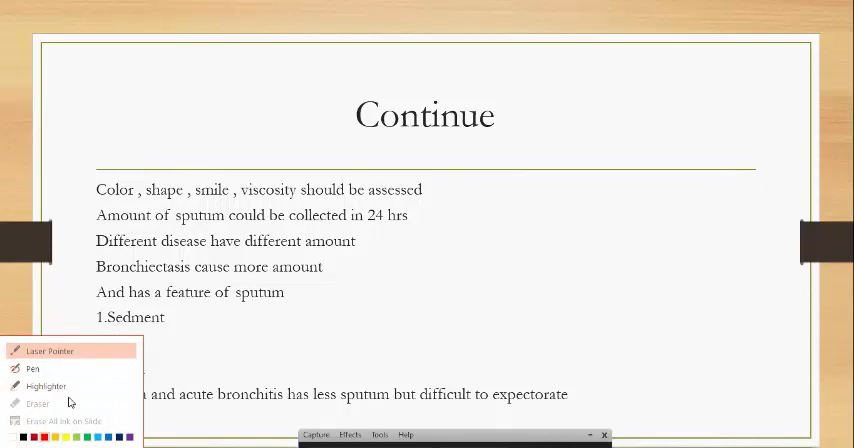 Continue
Color , shape , smile , viscosity should be assessed
Amount of sputum could be collected in 24 hrs
Different disease have different amount
Bronchiectasis cause more amount
And has a feature of sputum
1.Sediment
Laser Pointer
Pen
Highlighter
Eraser
and acute bronchitis has less sputum but difficult to expectorate
Erase All Ink on Slide
Capture Effects Tools Help